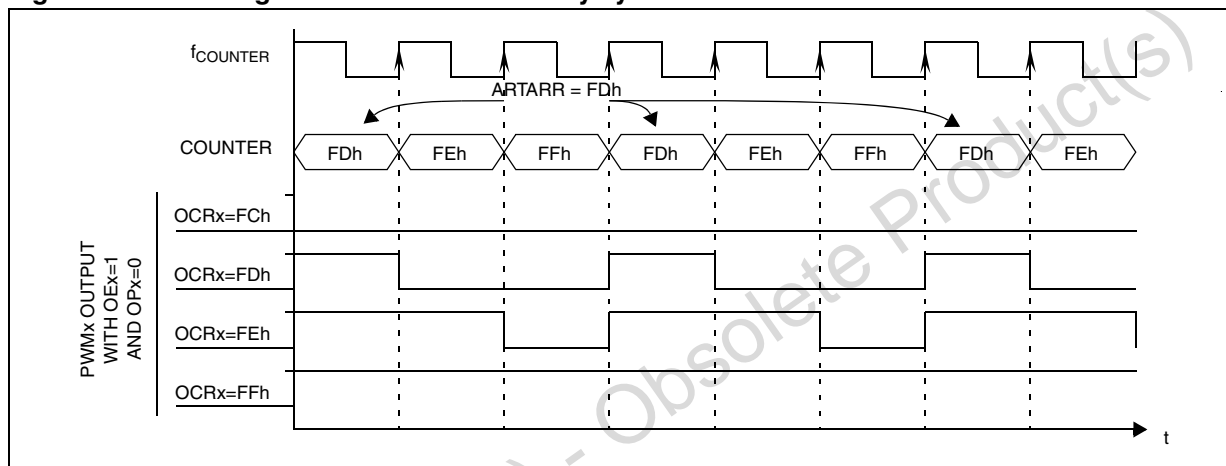 fCOUNTER
ARTARR = FDh
COUNTER
FDh FEh FFh FDh FEh FFh FDh FEh
PWMx OUTPUT
WITH OEx=1
AND OPx=0
OCRx=FCh
OCRx=FDh
OCRx=FEh
OCRx=FFh
t
) - Obsolete Product(s)